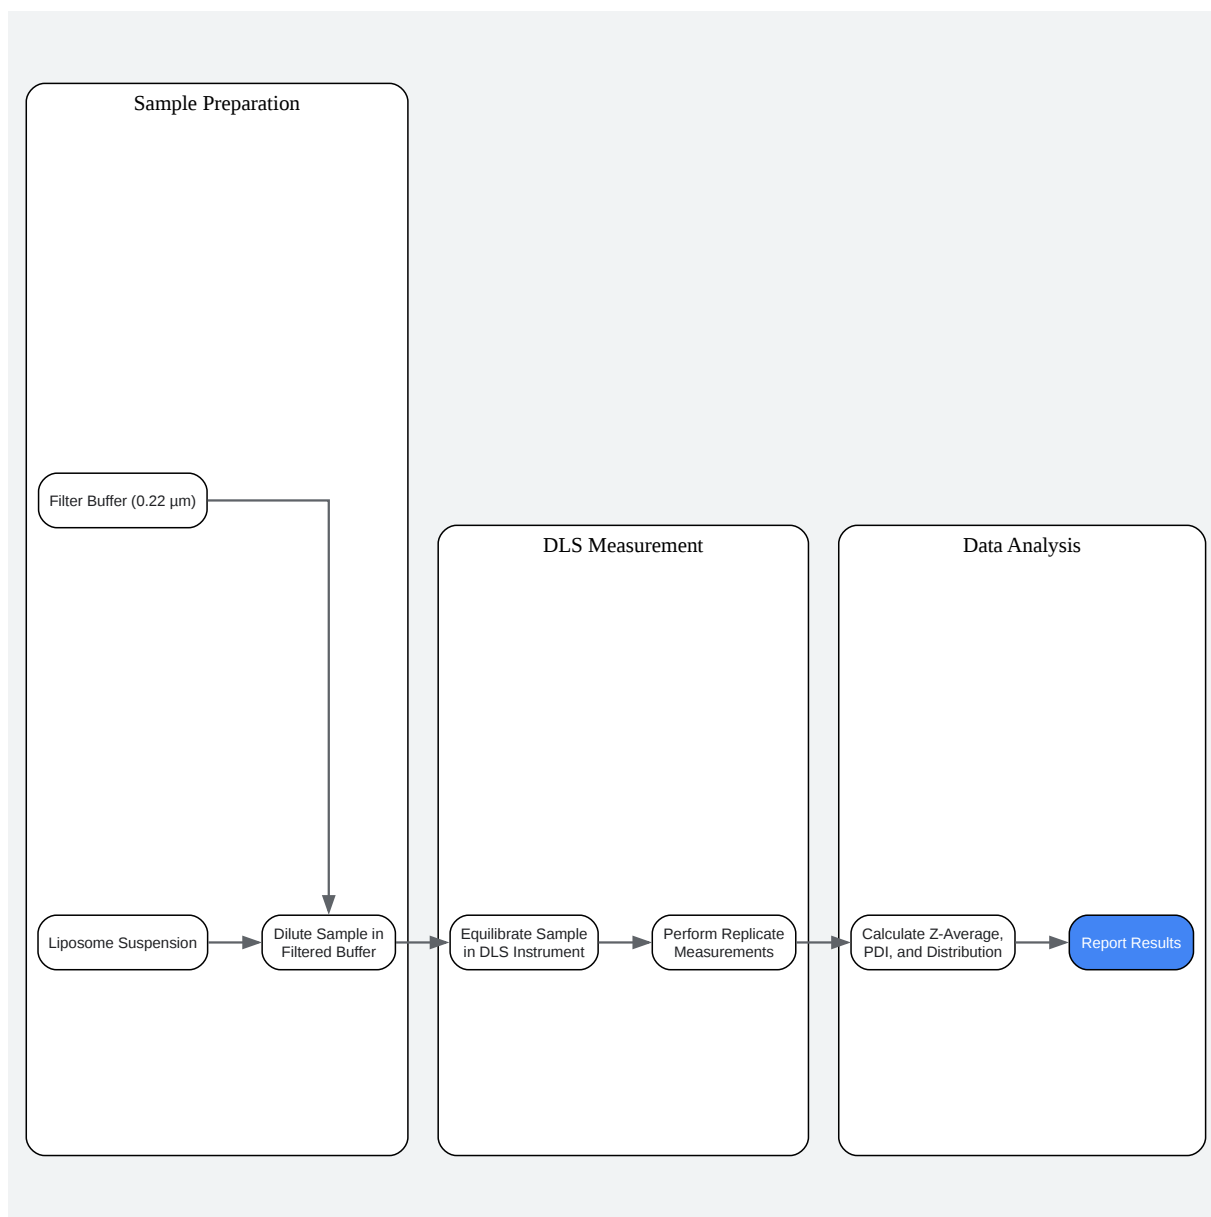 Sample Preparation
Filter Buffer (0.22 µm)
Liposome Suspension
Dilute Sample in
Filtered Buffer
DLS Measurement
Equilibrate Sample
in DLS Instrument
Perform Replicate
Measurements
Data Analysis
Calculate Z-Average,
PDI, and Distribution
Report Results